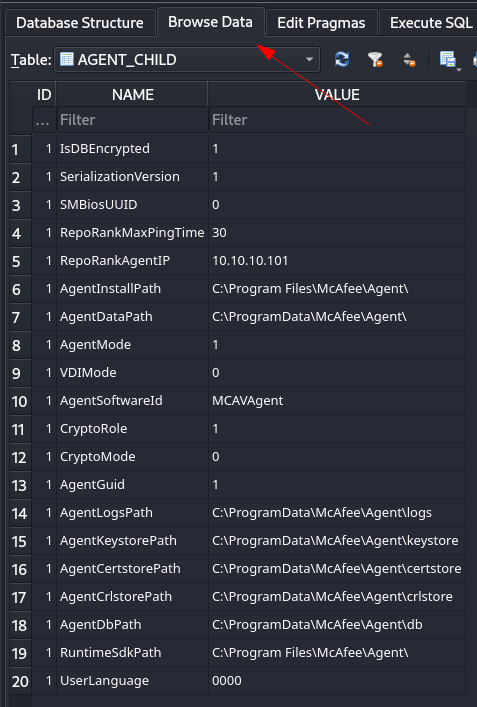 Database Structure Browse Data Edit Pragmas Execute SQL
Table: AGENT_CHILD
ID NAME VALUE
... Filter Filter
1 1 IsDBEncrypted 1
2 1 SerializationVersion 1
3 1 SMBiosUUID 0
4 1 RepoRankMaxPingTime 30
5 1 RepoRankAgentIP 10.10.10.101
6 1 AgentInstallPath C:\Program Files\McAfee\Agent\
7 1 AgentDataPath C:\ProgramData\McAfee\Agent\
8 1 AgentMode 1
9 1 VDIMode 0
10 1 AgentSoftwareId MCAVAgent
11 1 CryptoRole 1
12 1 CryptoMode 0
13 1 AgentGuid 1
14 1 AgentLogsPath C:\ProgramData\McAfee\Agent\logs
15 1 AgentKeystorePath C:\ProgramData\McAfee\Agent\keystore
16 1 AgentCertstorePath C:\ProgramData\McAfee\Agent\certstore
17 1 AgentCrlstorePath C:\ProgramData\McAfee\Agent\crlstore
18 1 AgentDbPath C:\ProgramData\McAfee\Agent\db
19 1 RuntimeSdkPath C:\Program Files\McAfee\Agent\
20 1 UserLanguage 0000